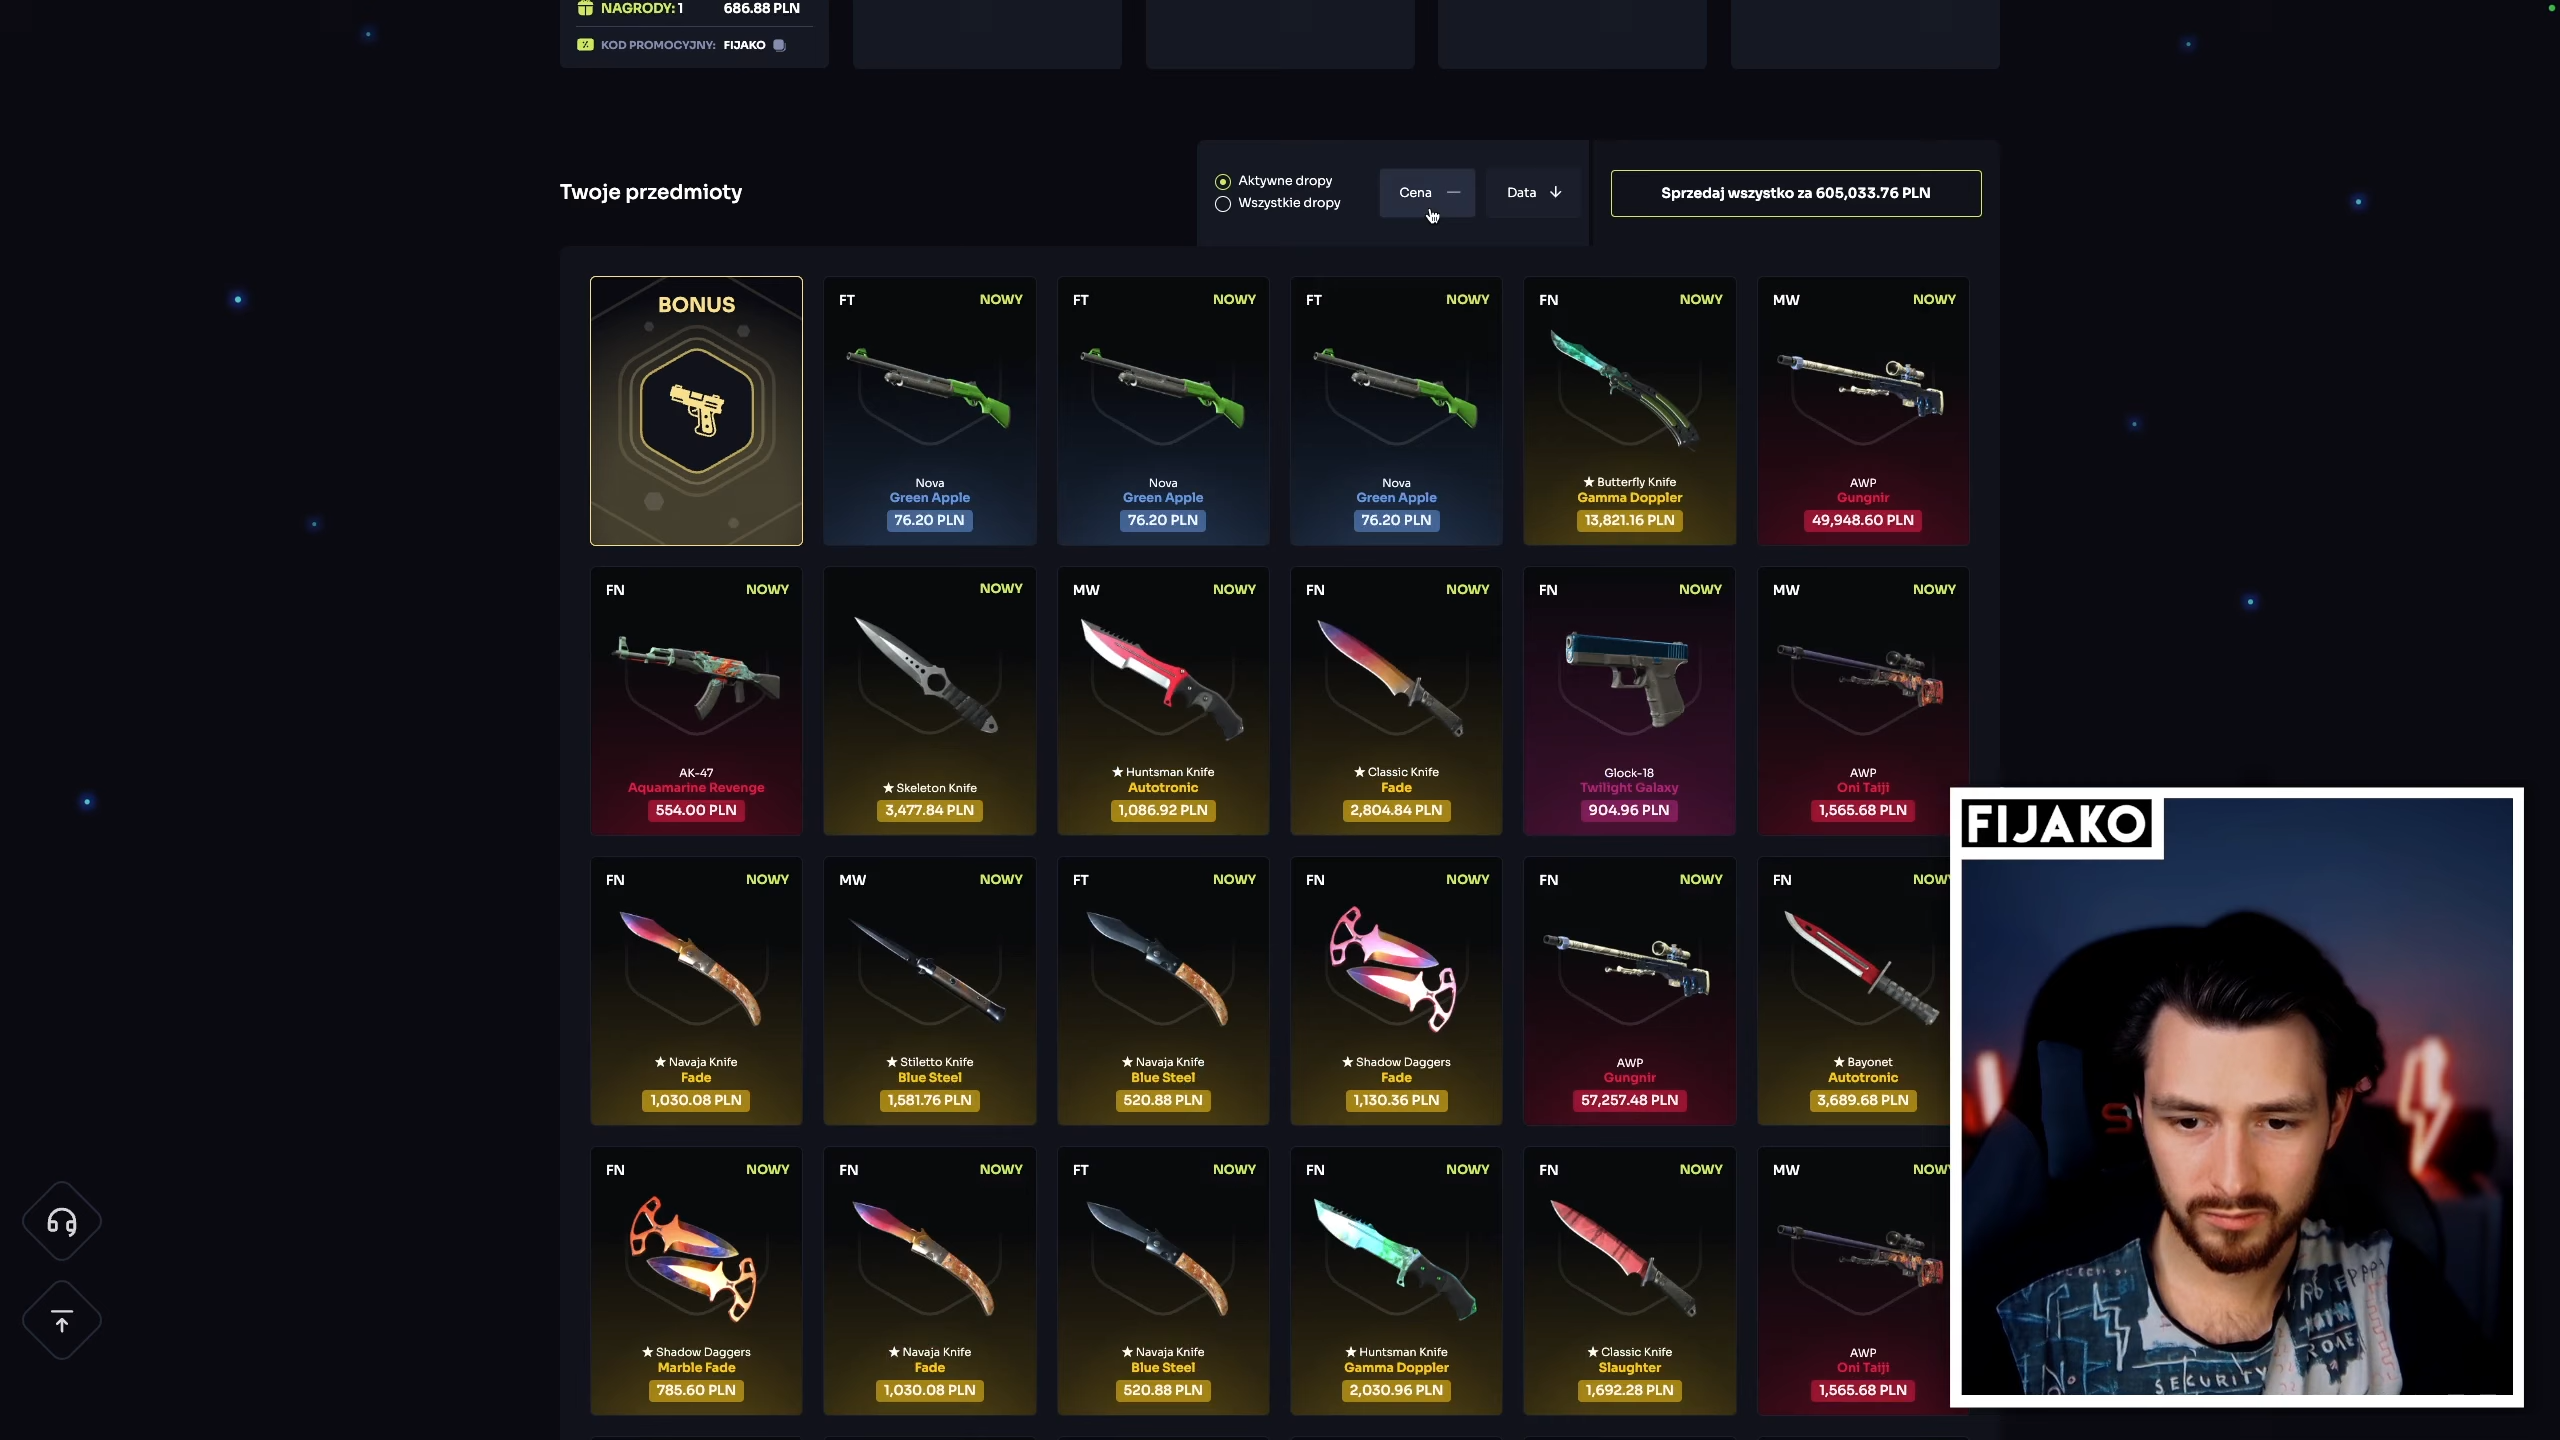 NAGRODY: 1 686.88 PLN
KOD PROMOCYJNY: FIJAKO
Twoje przedmioty
Aktywne dropy
Wszystkie dropy
Cena
Data
Sprzedaj wszystko za 605,033.76 PLN
BONUS
FT NOWY
Nova
Green Apple
76.20 PLN
FT NOWY
Nova
Green Apple
76.20 PLN
FT NOWY
Nova
Green Apple
76.20 PLN
FN NOWY
★ Butterfly Knife
Gamma Doppler
13,821.16 PLN
MW NOWY
AWP
Gungnir
49,948.60 PLN
FN NOWY
AK-47
Aquamarine Revenge
554.00 PLN
NOWY
★ Skeleton Knife
3,477.84 PLN
MW NOWY
★ Huntsman Knife
Autotronic
1,086.92 PLN
FN NOWY
★ Classic Knife
Fade
2,804.84 PLN
FN NOWY
Glock-18
Twilight Galaxy
904.96 PLN
MW NOWY
AWP
Oni Taiji
1,565.68 PLN
FN NOWY
★ Navaja Knife
Fade
1,030.08 PLN
MW NOWY
★ Stiletto Knife
Blue Steel
1,581.76 PLN
FT NOWY
★ Navaja Knife
Blue Steel
520.88 PLN
FN NOWY
★ Shadow Daggers
Fade
1,130.36 PLN
FN NOWY
AWP
Gungnir
57,257.48 PLN
FN NOWY
★ Bayonet
Autotronic
3,689.68 PLN
FN NOWY
★ Shadow Daggers
Marble Fade
785.60 PLN
FN NOWY
★ Navaja Knife
Fade
1,030.08 PLN
FT NOWY
★ Navaja Knife
Blue Steel
520.88 PLN
FN NOWY
★ Huntsman Knife
Gamma Doppler
2,030.96 PLN
FN NOWY
★ Classic Knife
Slaughter
1,692.28 PLN
MW NOWY
AWP
Oni Taiji
1,565.68 PLN
FIJAKO
SECURITY